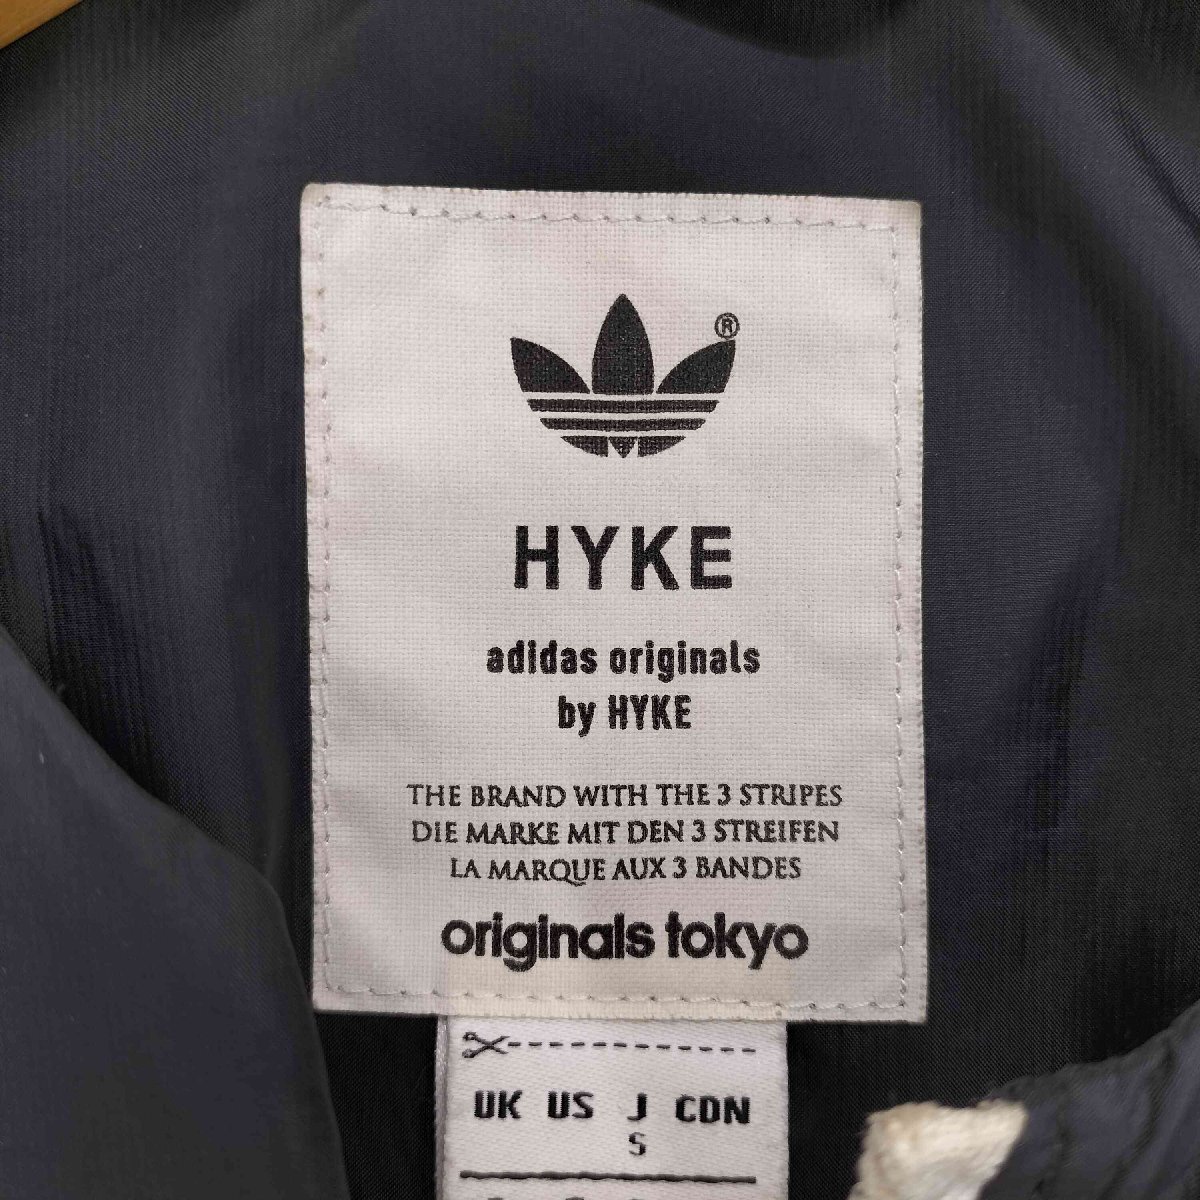 ®
HYKE
adidas originals
by HYKE
THE BRAND WITH THE 3 STRIPES
DIE MARKE MIT DEN 3 STREIFEN
LA MARQUE AUX 3 BANDES
originals tokyo
UK US J CDN
S